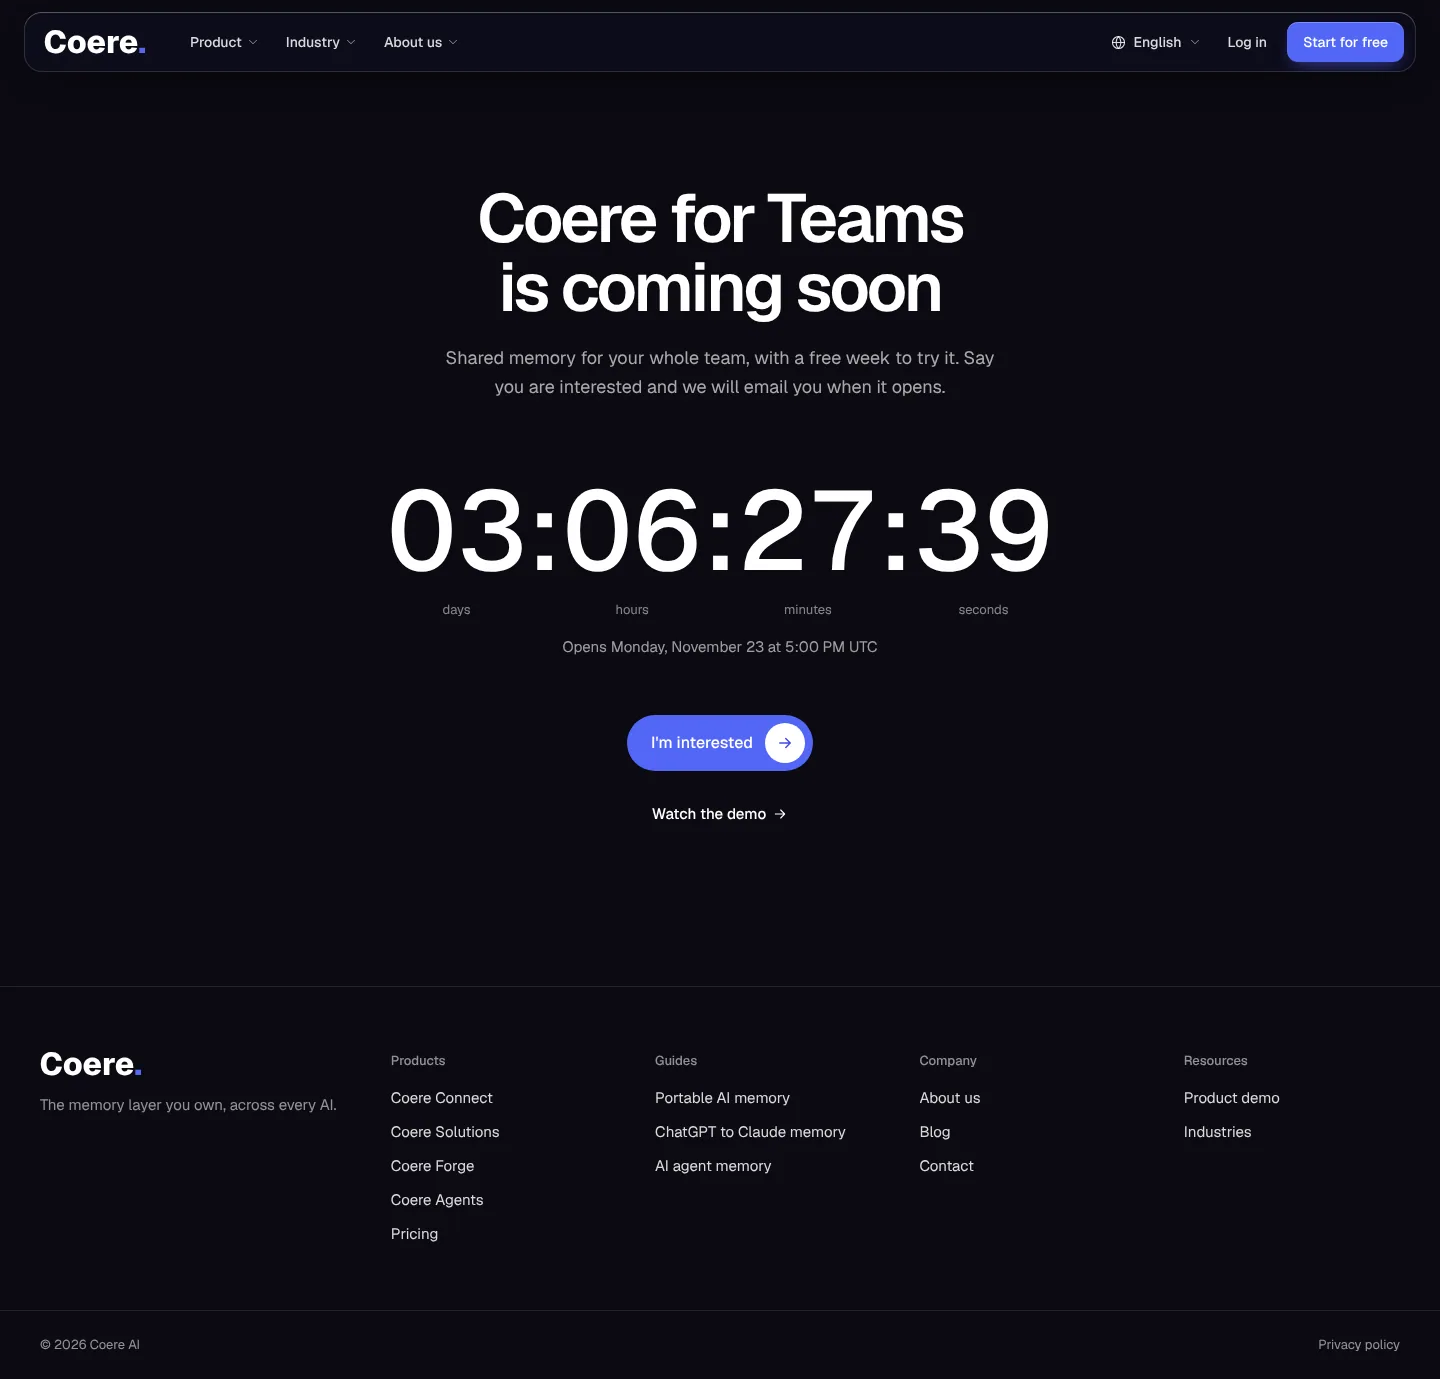 Coere.
Product
Industry
About us
English
Log in
Start for free
Coere for Teams
is coming soon
Shared memory for your whole team, with a free week to try it. Say
you are interested and we will email you when it opens.
03:06:27:39
days
hours
minutes
seconds
Opens Monday, November 23 at 5:00 PM UTC
I'm interested
Watch the demo
Coere.
The memory layer you own, across every AI.
Products
Coere Connect
Coere Solutions
Coere Forge
Coere Agents
Pricing
Guides
Portable AI memory
ChatGPT to Claude memory
AI agent memory
Company
About us
Blog
Contact
Resources
Product demo
Industries
© 2026 Coere AI
Privacy policy